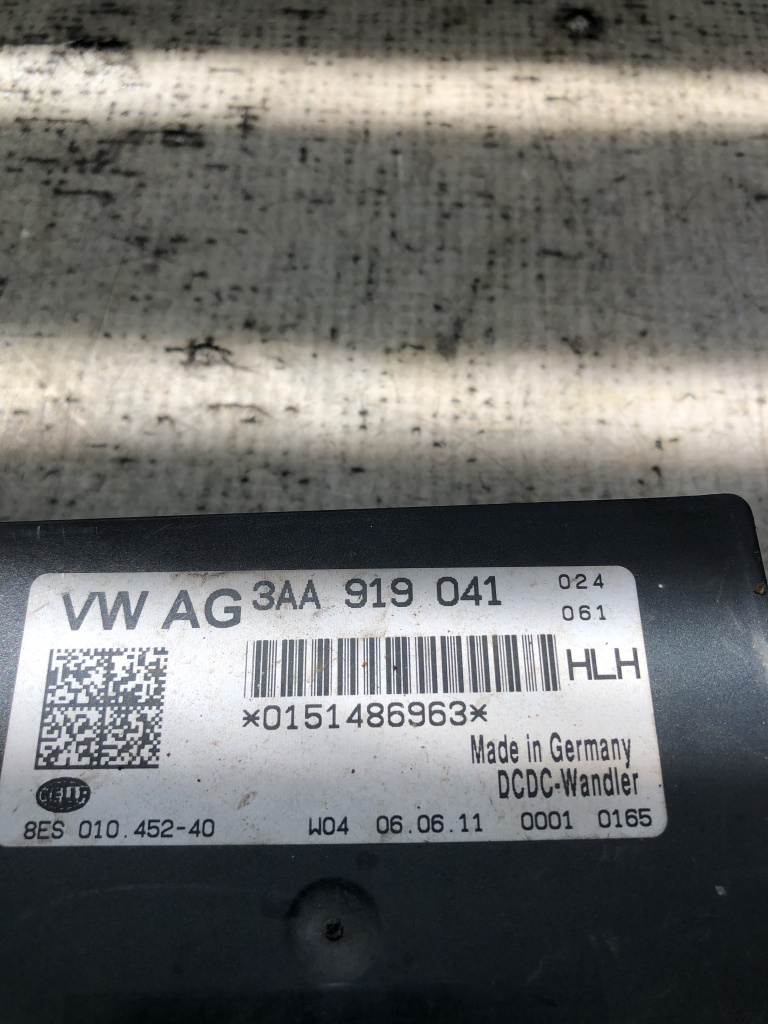 VW AG 3AA 919 041 024
061
HLH
*0151486963*
Made in Germany
DCDC-Wandler
HELLA
8ES 010.452-40 W04 06.06.11 0001 0165